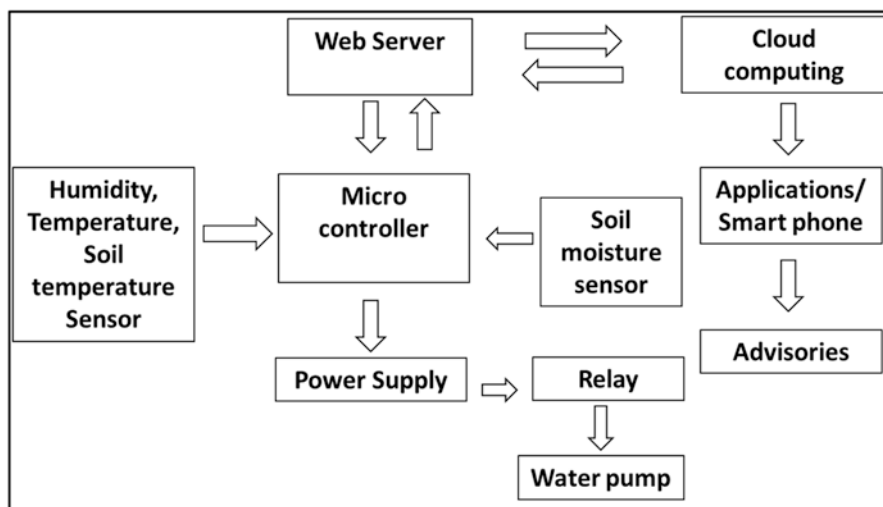 Web Server
Cloud
computing
Humidity,
Temperature,
Soil
temperature
Sensor
Micro
controller
Soil
moisture
sensor
Applications/
Smart phone
Power Supply
Relay
Advisories
Water pump